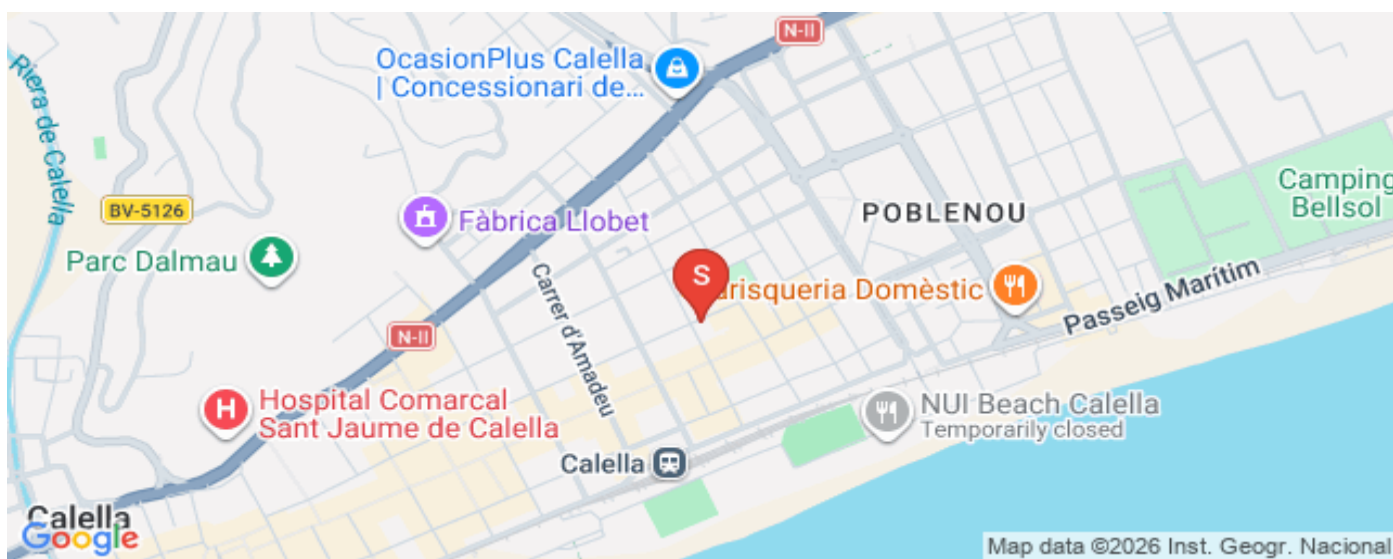 N-II
OcasionPlus Calella
| Concessionari de...
Riera de Calella
BV-5126
Fàbrica Llobet
Parc Dalmau
POBLENOU
Camping
Bellsol
S
arisqueria Domèstic
Carrer d'Amadeu
Passeig Marítim
N-II
Hospital Comarcal
Sant Jaume de Calella
NUI Beach Calella
Temporarily closed
Calella
Calella
Google
Map data ©2026 Inst. Geogr. Nacional